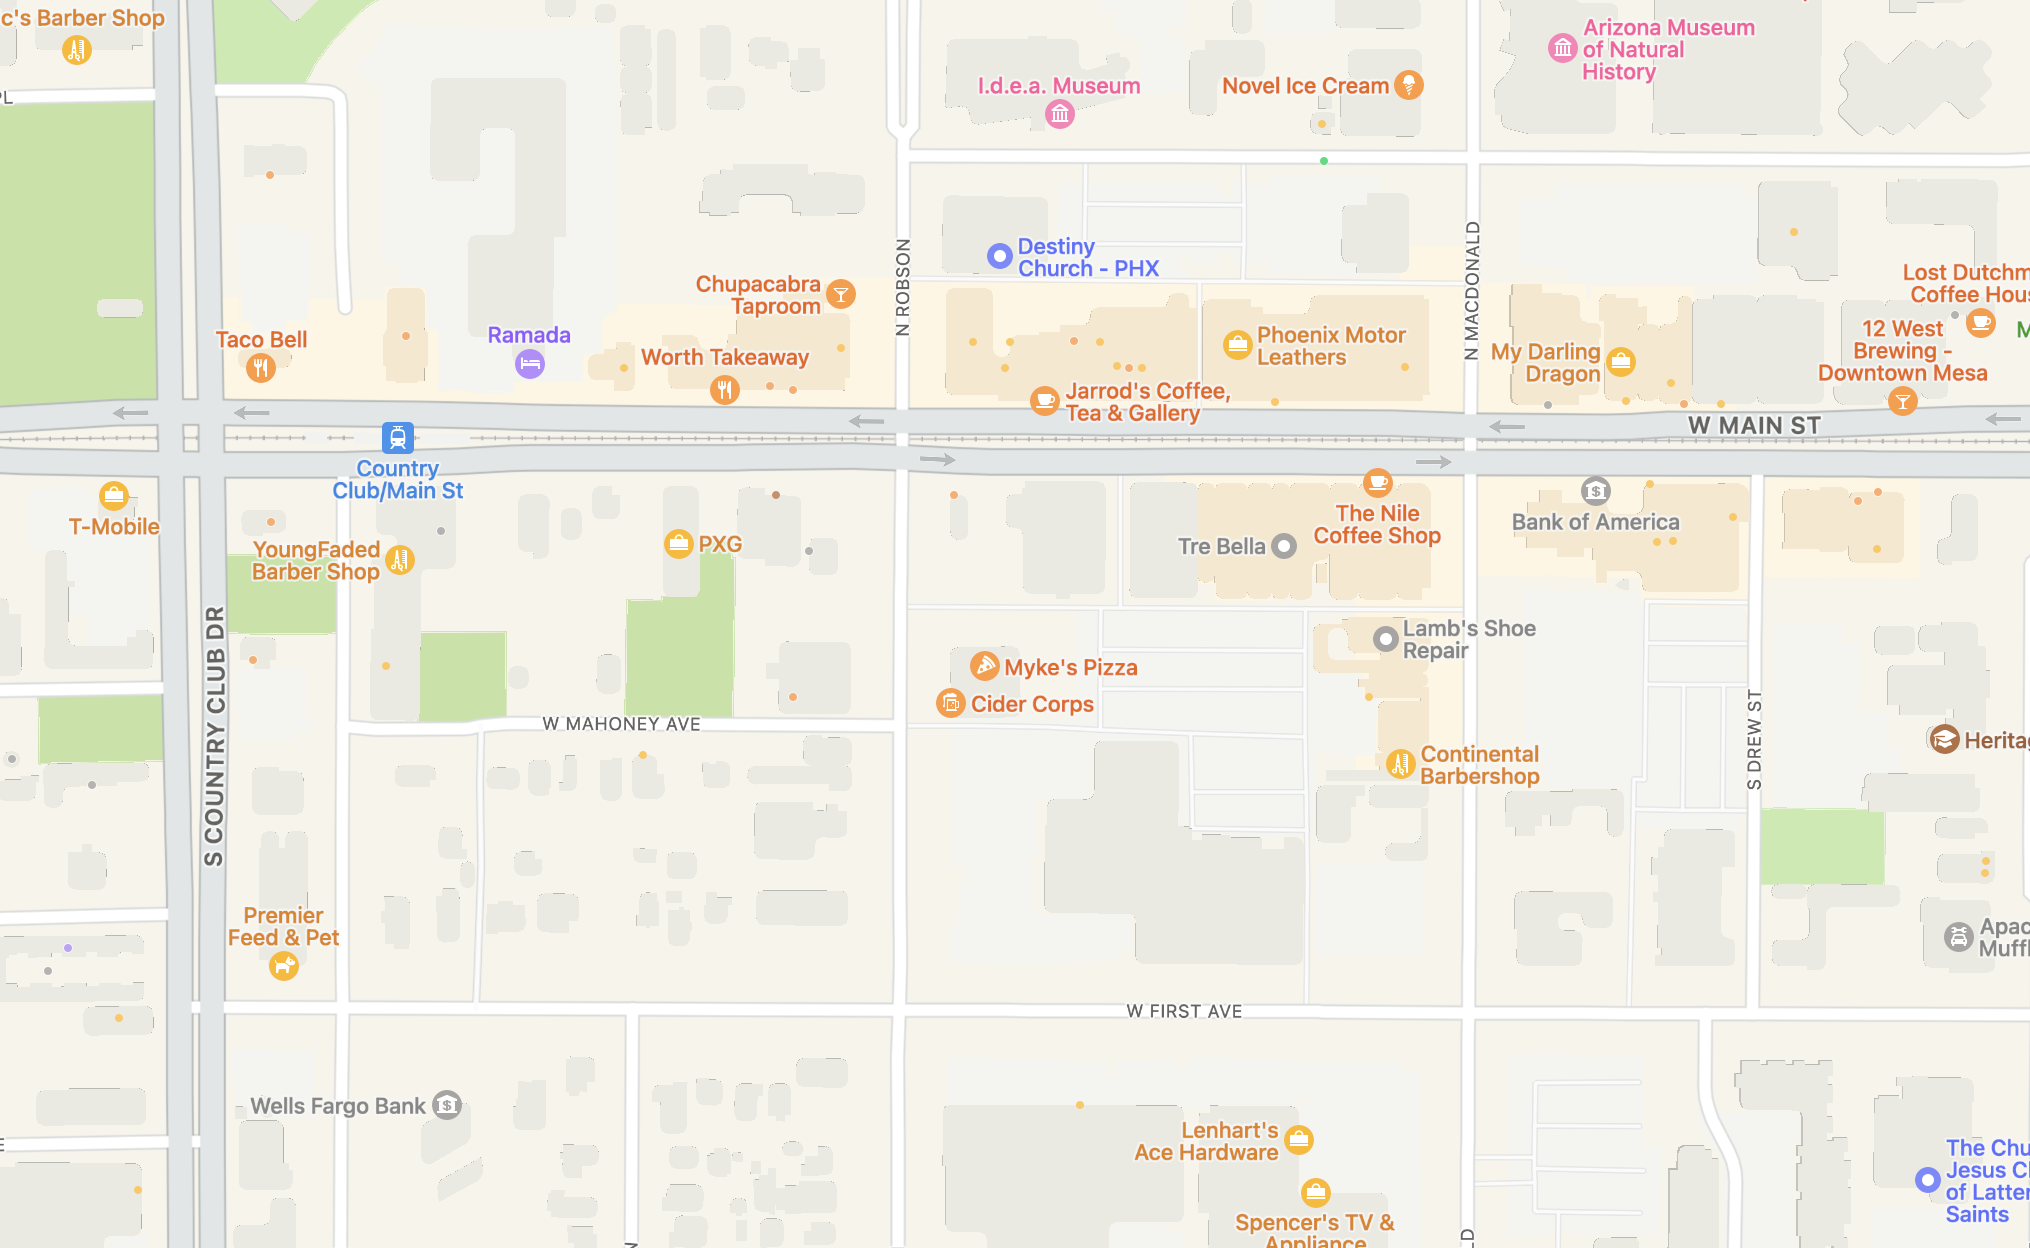 c's Barber Shop
Arizona Museum
of Natural
History
I.d.e.a. Museum
Novel Ice Cream
PL
N ROBSON
N MACDONALD
Destiny
Church - PHX
Chupacabra
Taproom
Lost Dutchm
Coffee Hous
Taco Bell
Ramada
Worth Takeaway
Phoenix Motor
Leathers
My Darling
Dragon
12 West
Brewing -
Downtown Mesa
M
Jarrod's Coffee,
Tea & Gallery
W MAIN ST
Country
Club/Main St
T-Mobile
YoungFaded
Barber Shop
PXG
The Nile
Coffee Shop
Tre Bella
Bank of America
S COUNTRY CLUB DR
Lamb's Shoe
Repair
Myke's Pizza
Cider Corps
W MAHONEY AVE
S DREW ST
Heritag
Continental
Barbershop
Premier
Feed & Pet
Apac
Muffl
W FIRST AVE
Wells Fargo Bank
Lenhart's
Ace Hardware
E
The Chu
Jesus Cl
of Latter
Saints
Spencer's TV &
Appliance
N
LD